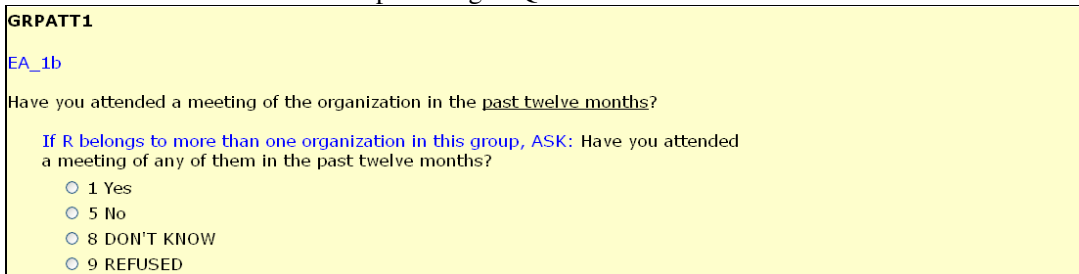 GRPATT1
EA_1b
Have you attended a meeting of the organization in the past twelve months?
If R belongs to more than one organization in this group, ASK: Have you attended
a meeting of any of them in the past twelve months?
1 Yes
5 No
8 DON'T KNOW
9 REFUSED